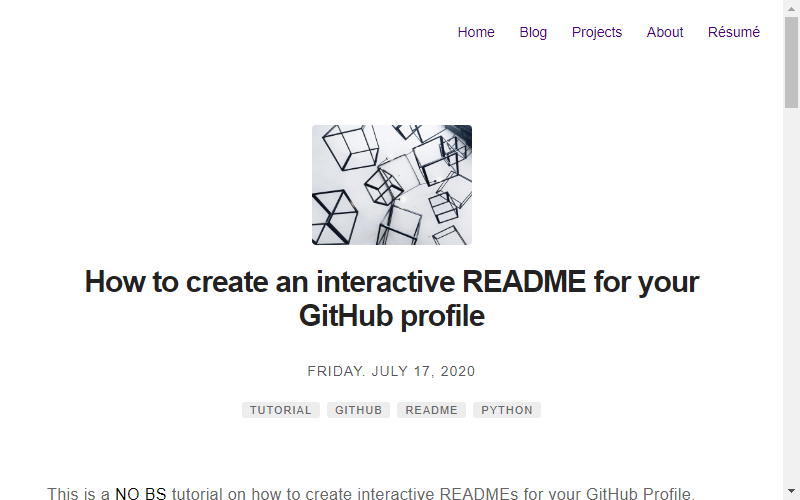 Home Blog Projects About Résumé
How to create an interactive README for your
GitHub profile
FRIDAY. JULY 17, 2020
TUTORIAL GITHUB README PYTHON
This is a NO BS tutorial on how to create interactive READMEs for your GitHub Profile.